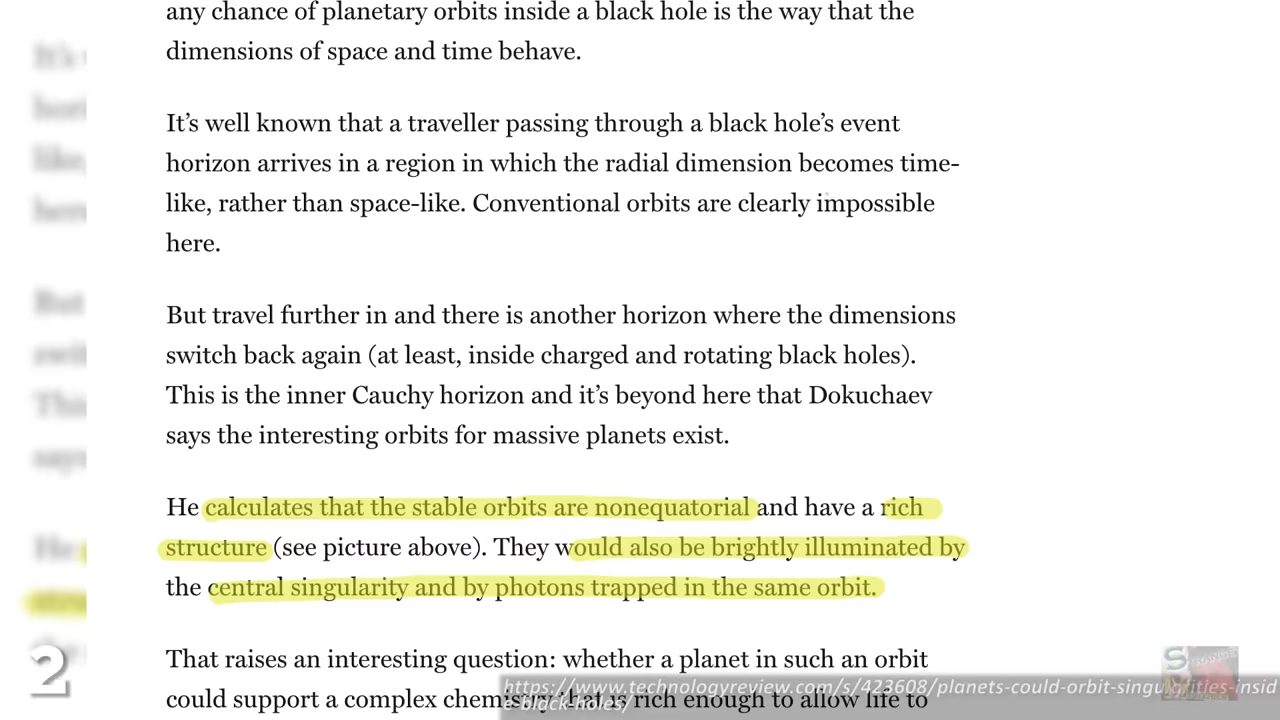 any chance of planetary orbits inside a black hole is the way that the
dimensions of space and time behave.
It’s well known that a traveller passing through a black hole’s event
horizon arrives in a region in which the radial dimension becomes time-
like, rather than space-like. Conventional orbits are clearly impossible
here.
But travel further in and there is another horizon where the dimensions
switch back again (at least, inside charged and rotating black holes).
This is the inner Cauchy horizon and it’s beyond here that Dokuchaev
says the interesting orbits for massive planets exist.
He calculates that the stable orbits are nonequatorial and have a rich
structure (see picture above). They would also be brightly illuminated by
the central singularity and by photons trapped in the same orbit.
That raises an interesting question: whether a planet in such an orbit
could support a complex chemistry that is rich enough to allow life to
https://www.technologyreview.com/s/423608/planets-could-orbit-singularities-insid
e-black-holes/
2
STRANGE